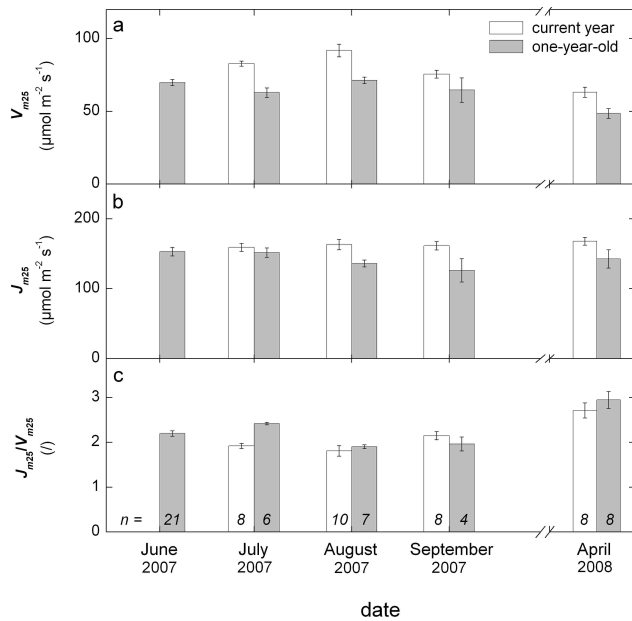 a
current year
one-year-old
100
50
0
Vm25
(µmol m⁻² s⁻¹)
b
200
100
0
Jm25
(µmol m⁻² s⁻¹)
c
3
2
1
0
Jm25/Vm25
(/)
n = 21 8 6 10 7 8 4 8 8
June July August September April
2007 2007 2007 2007 2008
date